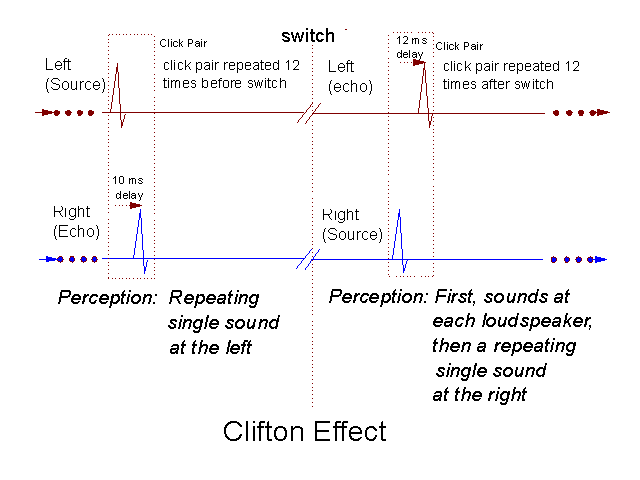 switch
Click Pair
Left
(Source)
click pair repeated 12
times before switch
10 ms
delay
Right
(Echo)
Perception: Repeating
single sound
at the left
12 ms
delay
Click Pair
Left
(echo)
click pair repeated 12
times after switch
Right
(Source)
Perception: First, sounds at
each loudspeaker,
then a repeating
single sound
at the right
Clifton Effect